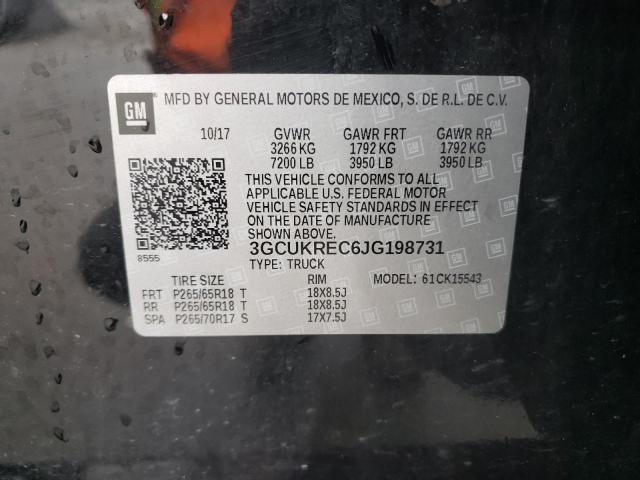 GM MFD BY GENERAL MOTORS DE MEXICO, S. DE R.L. DE C.V.
10/17 GVWR GAWR FRT GAWR RR
3266 KG 1792 KG 1792 KG
7200 LB 3950 LB 3950 LB
THIS VEHICLE CONFORMS TO ALL
APPLICABLE U.S. FEDERAL MOTOR
VEHICLE SAFETY STANDARDS IN EFFECT
ON THE DATE OF MANUFACTURE
SHOWN ABOVE.
3GCUKREC6JG198731
8555
TYPE: TRUCK
TIRE SIZE RIM MODEL: 61CK15543
FRT P265/65R18 T 18X8.5J
RR P265/65R18 T 18X8.5J
SPA P265/70R17 S 17X7.5J